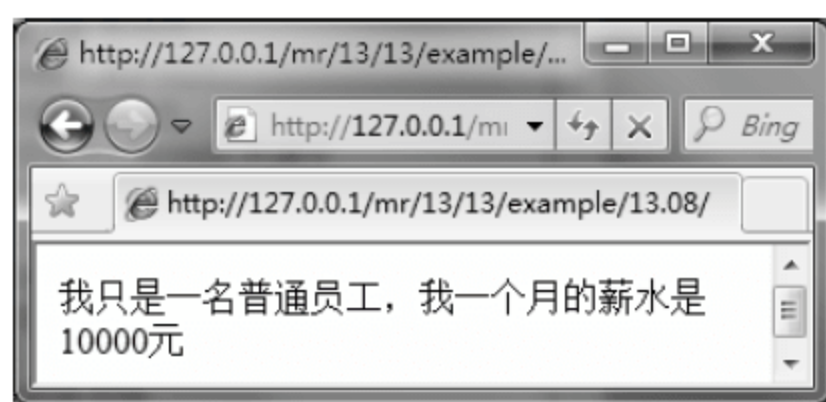 http://127.0.0.1/mr/13/13/example/...
http://127.0.0.1/mı
Bing
http://127.0.0.1/mr/13/13/example/13.08/
我只是一名普通员工，我一个月的薪水是
10000元